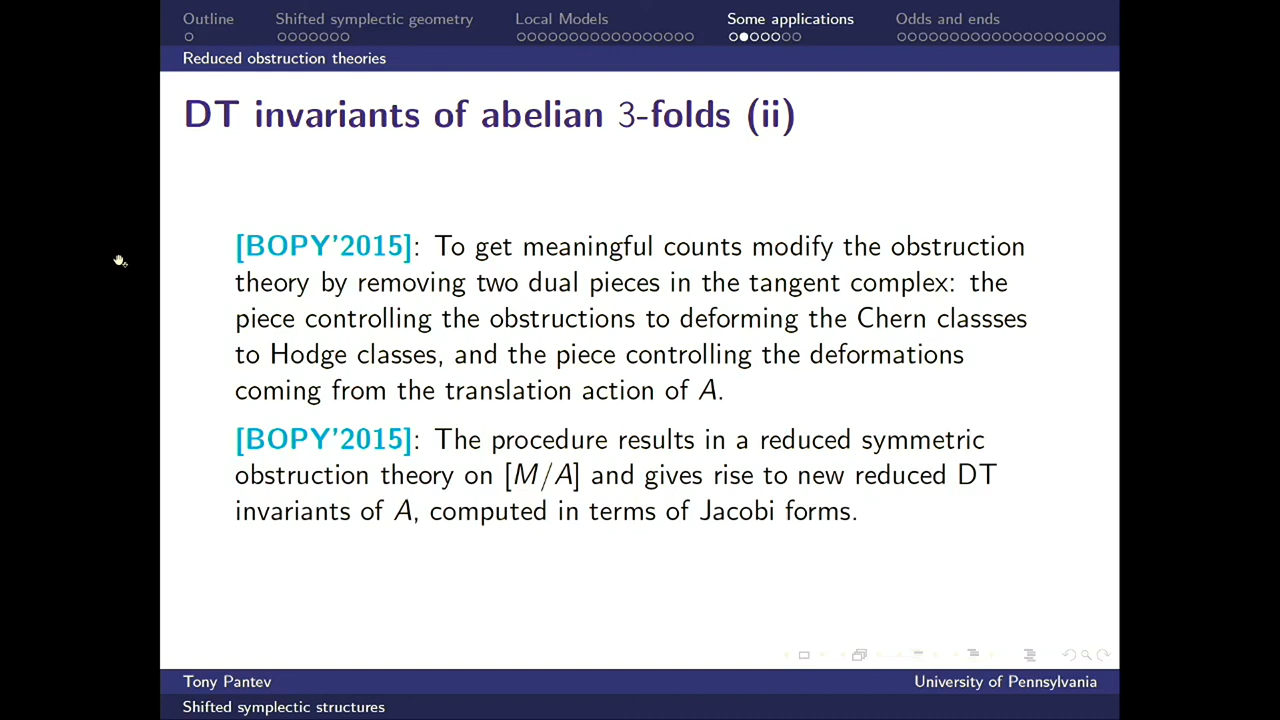 Outline Shifted symplectic geometry Local Models Some applications Odds and ends
Reduced obstruction theories
DT invariants of abelian 3-folds (ii)
[BOPY'2015]: To get meaningful counts modify the obstruction
theory by removing two dual pieces in the tangent complex: the
piece controlling the obstructions to deforming the Chern classses
to Hodge classes, and the piece controlling the deformations
coming from the translation action of A.
[BOPY'2015]: The procedure results in a reduced symmetric
obstruction theory on [M/A] and gives rise to new reduced DT
invariants of A, computed in terms of Jacobi forms.
Tony Pantev University of Pennsylvania
Shifted symplectic structures